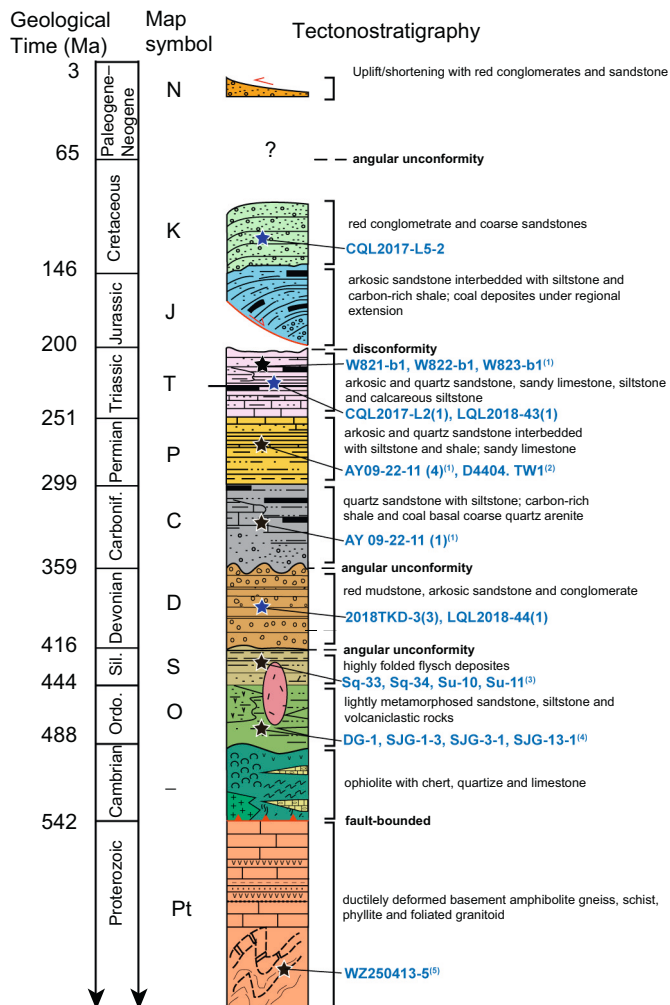 Geological
Time (Ma)
Map
symbol
Tectonostratigraphy
3
Paleogene–
Neogene
N
Uplift/shortening with red conglomerates and sandstone
?
65
angular unconformity
Cretaceous
K
red conglometrate and coarse sandstones
CQL2017-L5-2
146
Jurassic
J
arkosic sandstone interbedded with siltstone and
carbon-rich shale; coal deposits under regional
extension
200
disconformity
Triassic
T
W821-b1, W822-b1, W823-b1(1)
arkosic and quartz sandstone, sandy limestone, siltstone
and calcareous siltstone
CQL2017-L2(1), LQL2018-43(1)
251
Permian
P
arkosic and quartz sandstone interbedded
with siltstone and shale; sandy limestone
AY09-22-11 (4)(1), D4404. TW1(2)
299
Carbonif.
C
quartz sandstone with siltstone; carbon-rich
shale and coal basal coarse quartz arenite
AY 09-22-11 (1)(1)
359
angular unconformity
Devonian
D
red mudstone, arkosic sandstone and conglomerate
2018TKD-3(3), LQL2018-44(1)
416
angular unconformity
Sil.
S
highly folded flysch deposites
Sq-33, Sq-34, Su-10, Su-11(3)
444
Ordo.
O
lightly metamorphosed sandstone, siltstone and
volcaniclastic rocks
DG-1, SJG-1-3, SJG-3-1, SJG-13-1(4)
488
Cambrian
–
ophiolite with chert, quartize and limestone
542
fault-bounded
Proterozoic
Pt
ductilely deformed basement amphibolite gneiss, schist,
phyllite and foliated granitoid
WZ250413-5(5)